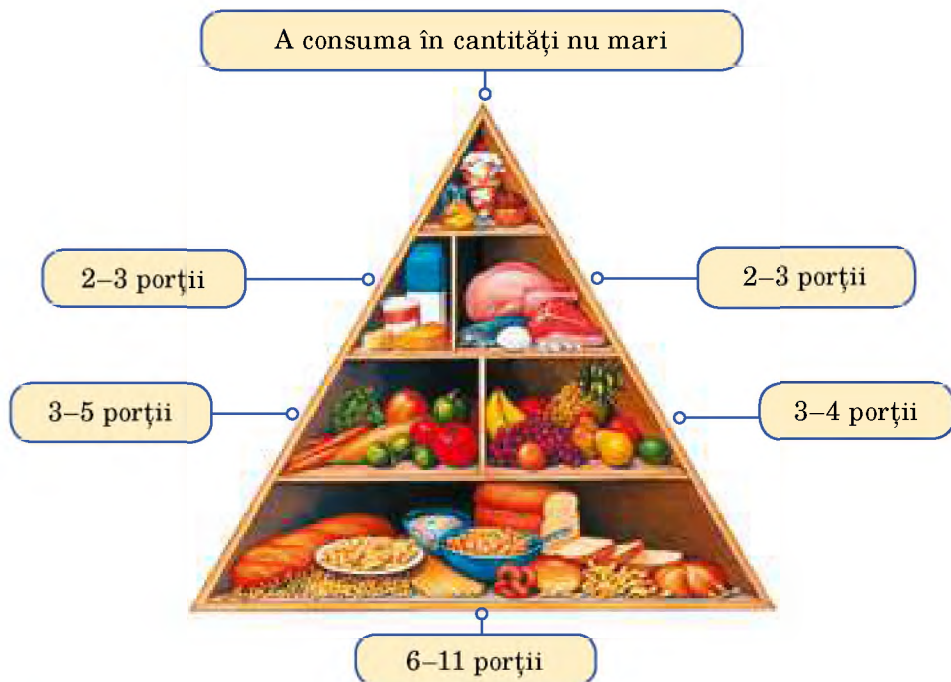 A consuma în cantități nu mari
2–3 porții
2–3 porții
3–5 porții
3–4 porții
6–11 porții